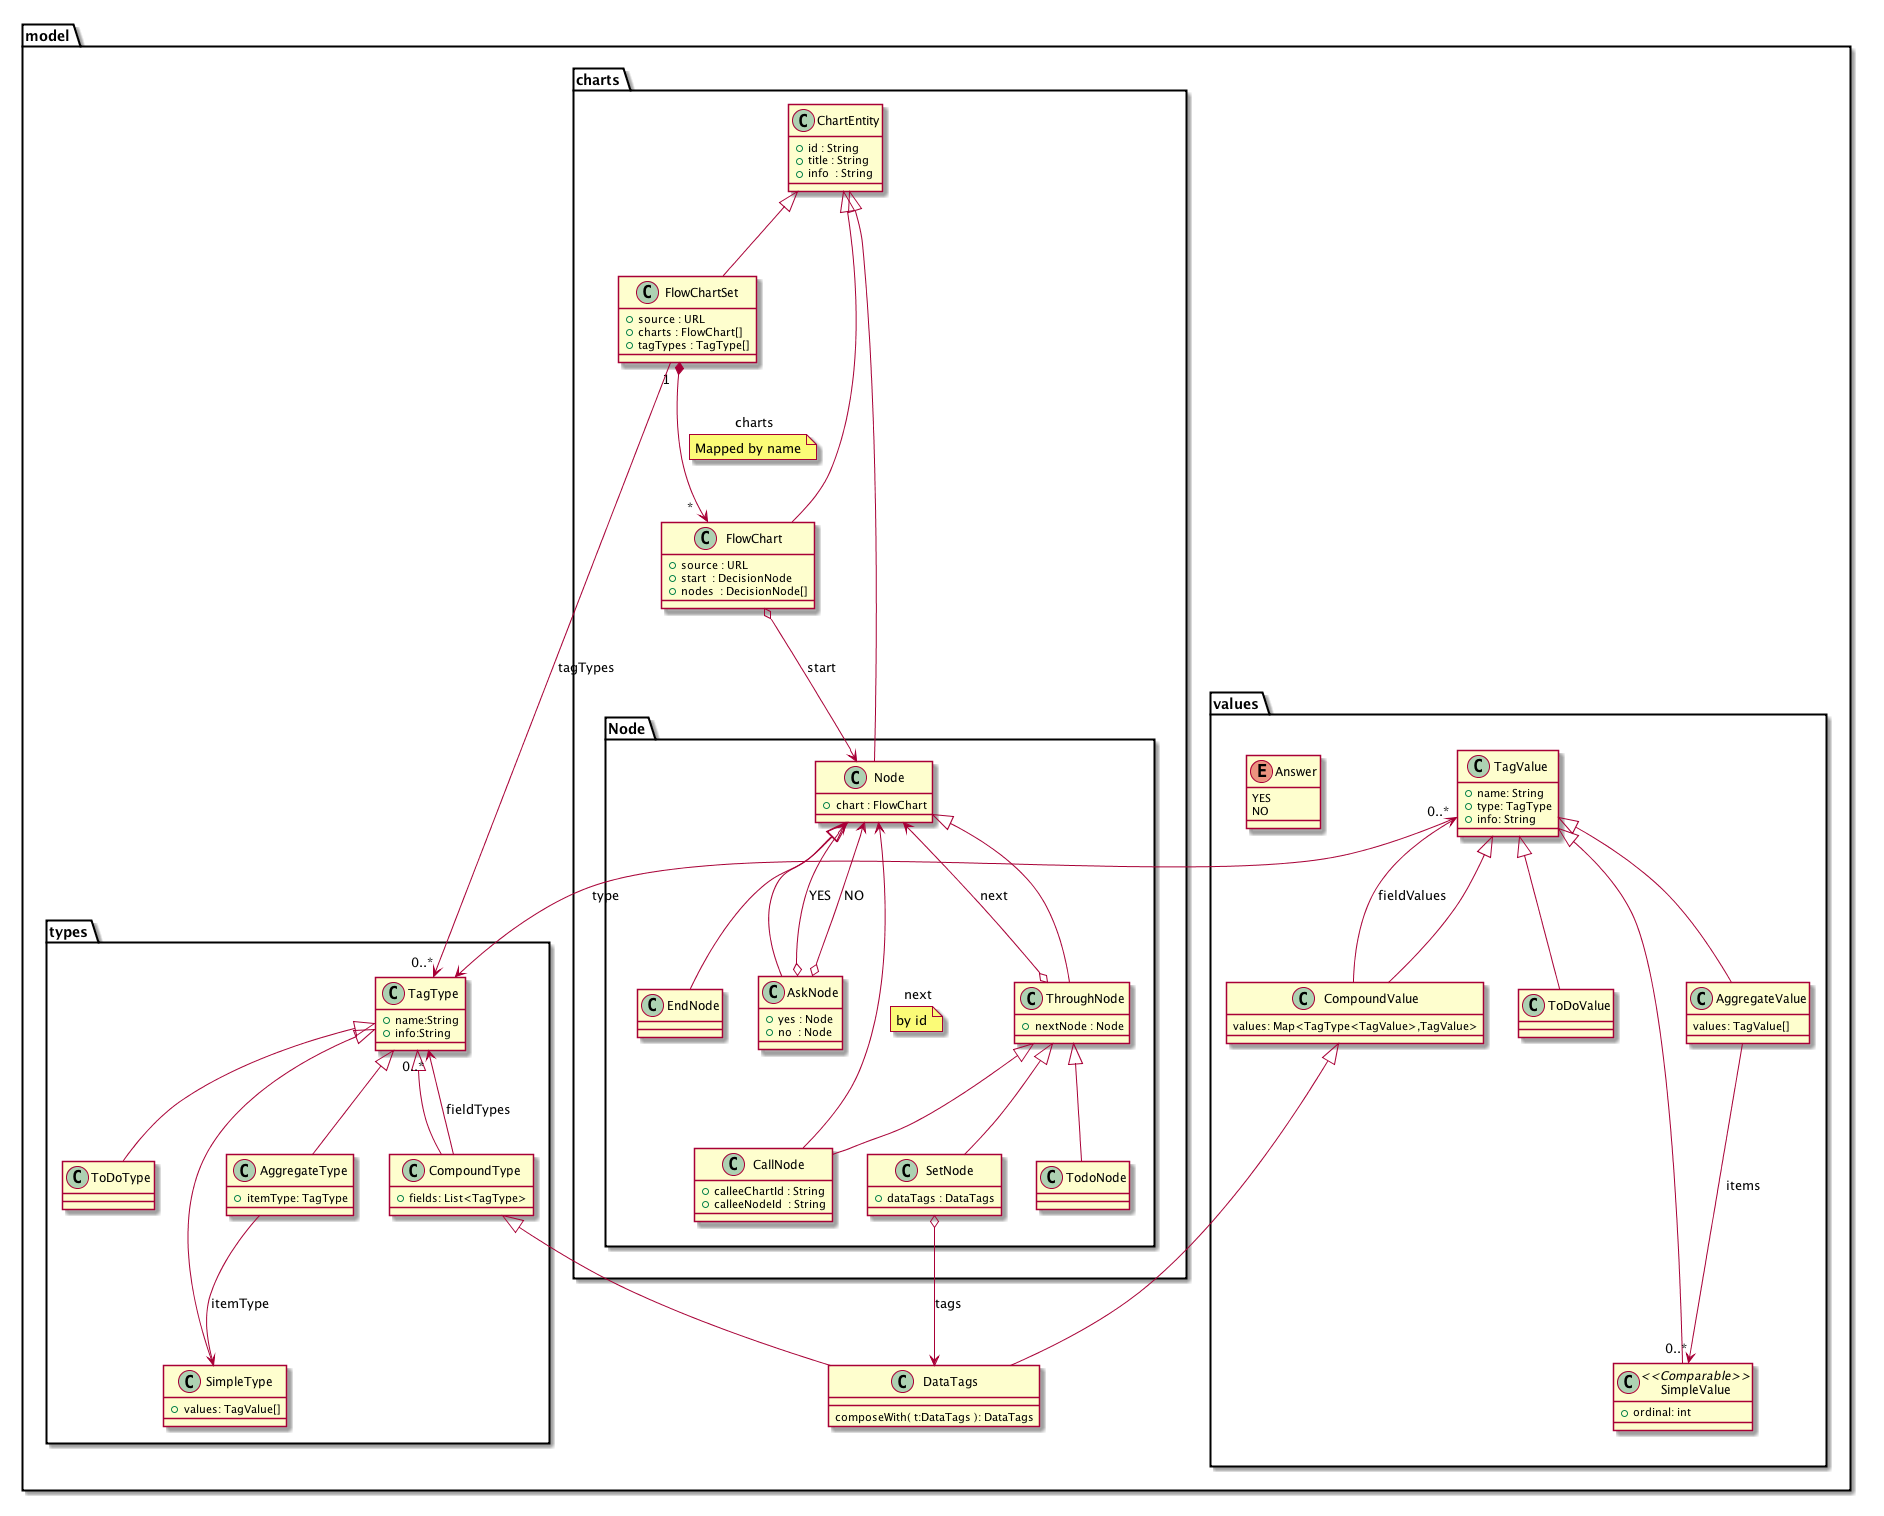 model
charts
C ChartEntity
id : String
title : String
info : String
C FlowChartSet
source : URL
charts : FlowChart[]
tagTypes : TagType[]
1
charts
Mapped by name
*
C FlowChart
source : URL
start : DecisionNode
nodes : DecisionNode[]
tagTypes
start
Node
C Node
chart : FlowChart
values
E Answer
YES
NO
C TagValue
name: String
type: TagType
info: String
0..*
type
YES
NO
next
fieldValues
types
0..*
C TagType
name:String
info:String
0..*
fieldTypes
C EndNode
C AskNode
yes : Node
no : Node
next
by id
C ThroughNode
nextNode : Node
C CompoundValue
values: Map<TagType<TagValue>,TagValue>
C ToDoValue
C AggregateValue
values: TagValue[]
C ToDoType
C AggregateType
itemType: TagType
C CompoundType
fields: List<TagType>
C CallNode
calleeChartId : String
calleeNodeId : String
C SetNode
dataTags : DataTags
C TodoNode
items
itemType
tags
0..*
C SimpleType
values: TagValue[]
C DataTags
composeWith( t:DataTags ): DataTags
C <<Comparable>>
SimpleValue
ordinal: int